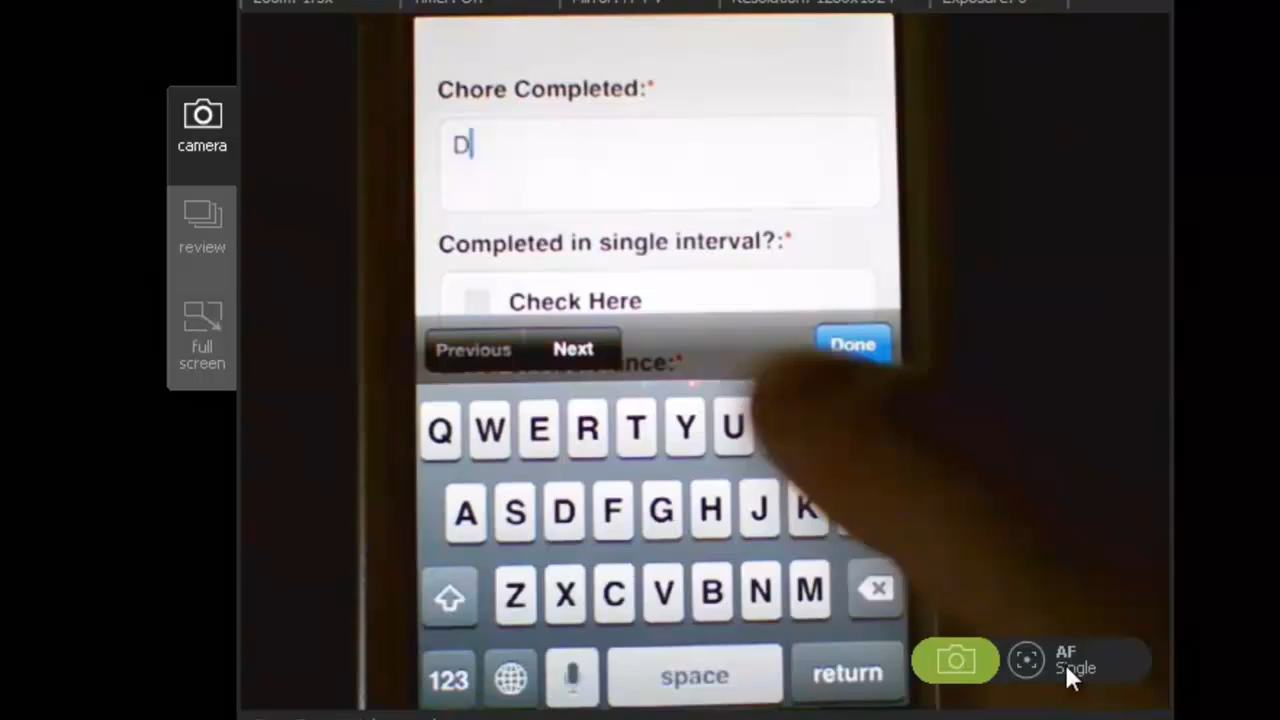 camera
review
full
screen
Chore Completed:*
D
Completed in single interval?:*
Check Here
Previous Next Done
nance:*
Q W E R T Y U
A S D F G H J K
Z X C V B N M
123 space return
AF
Single